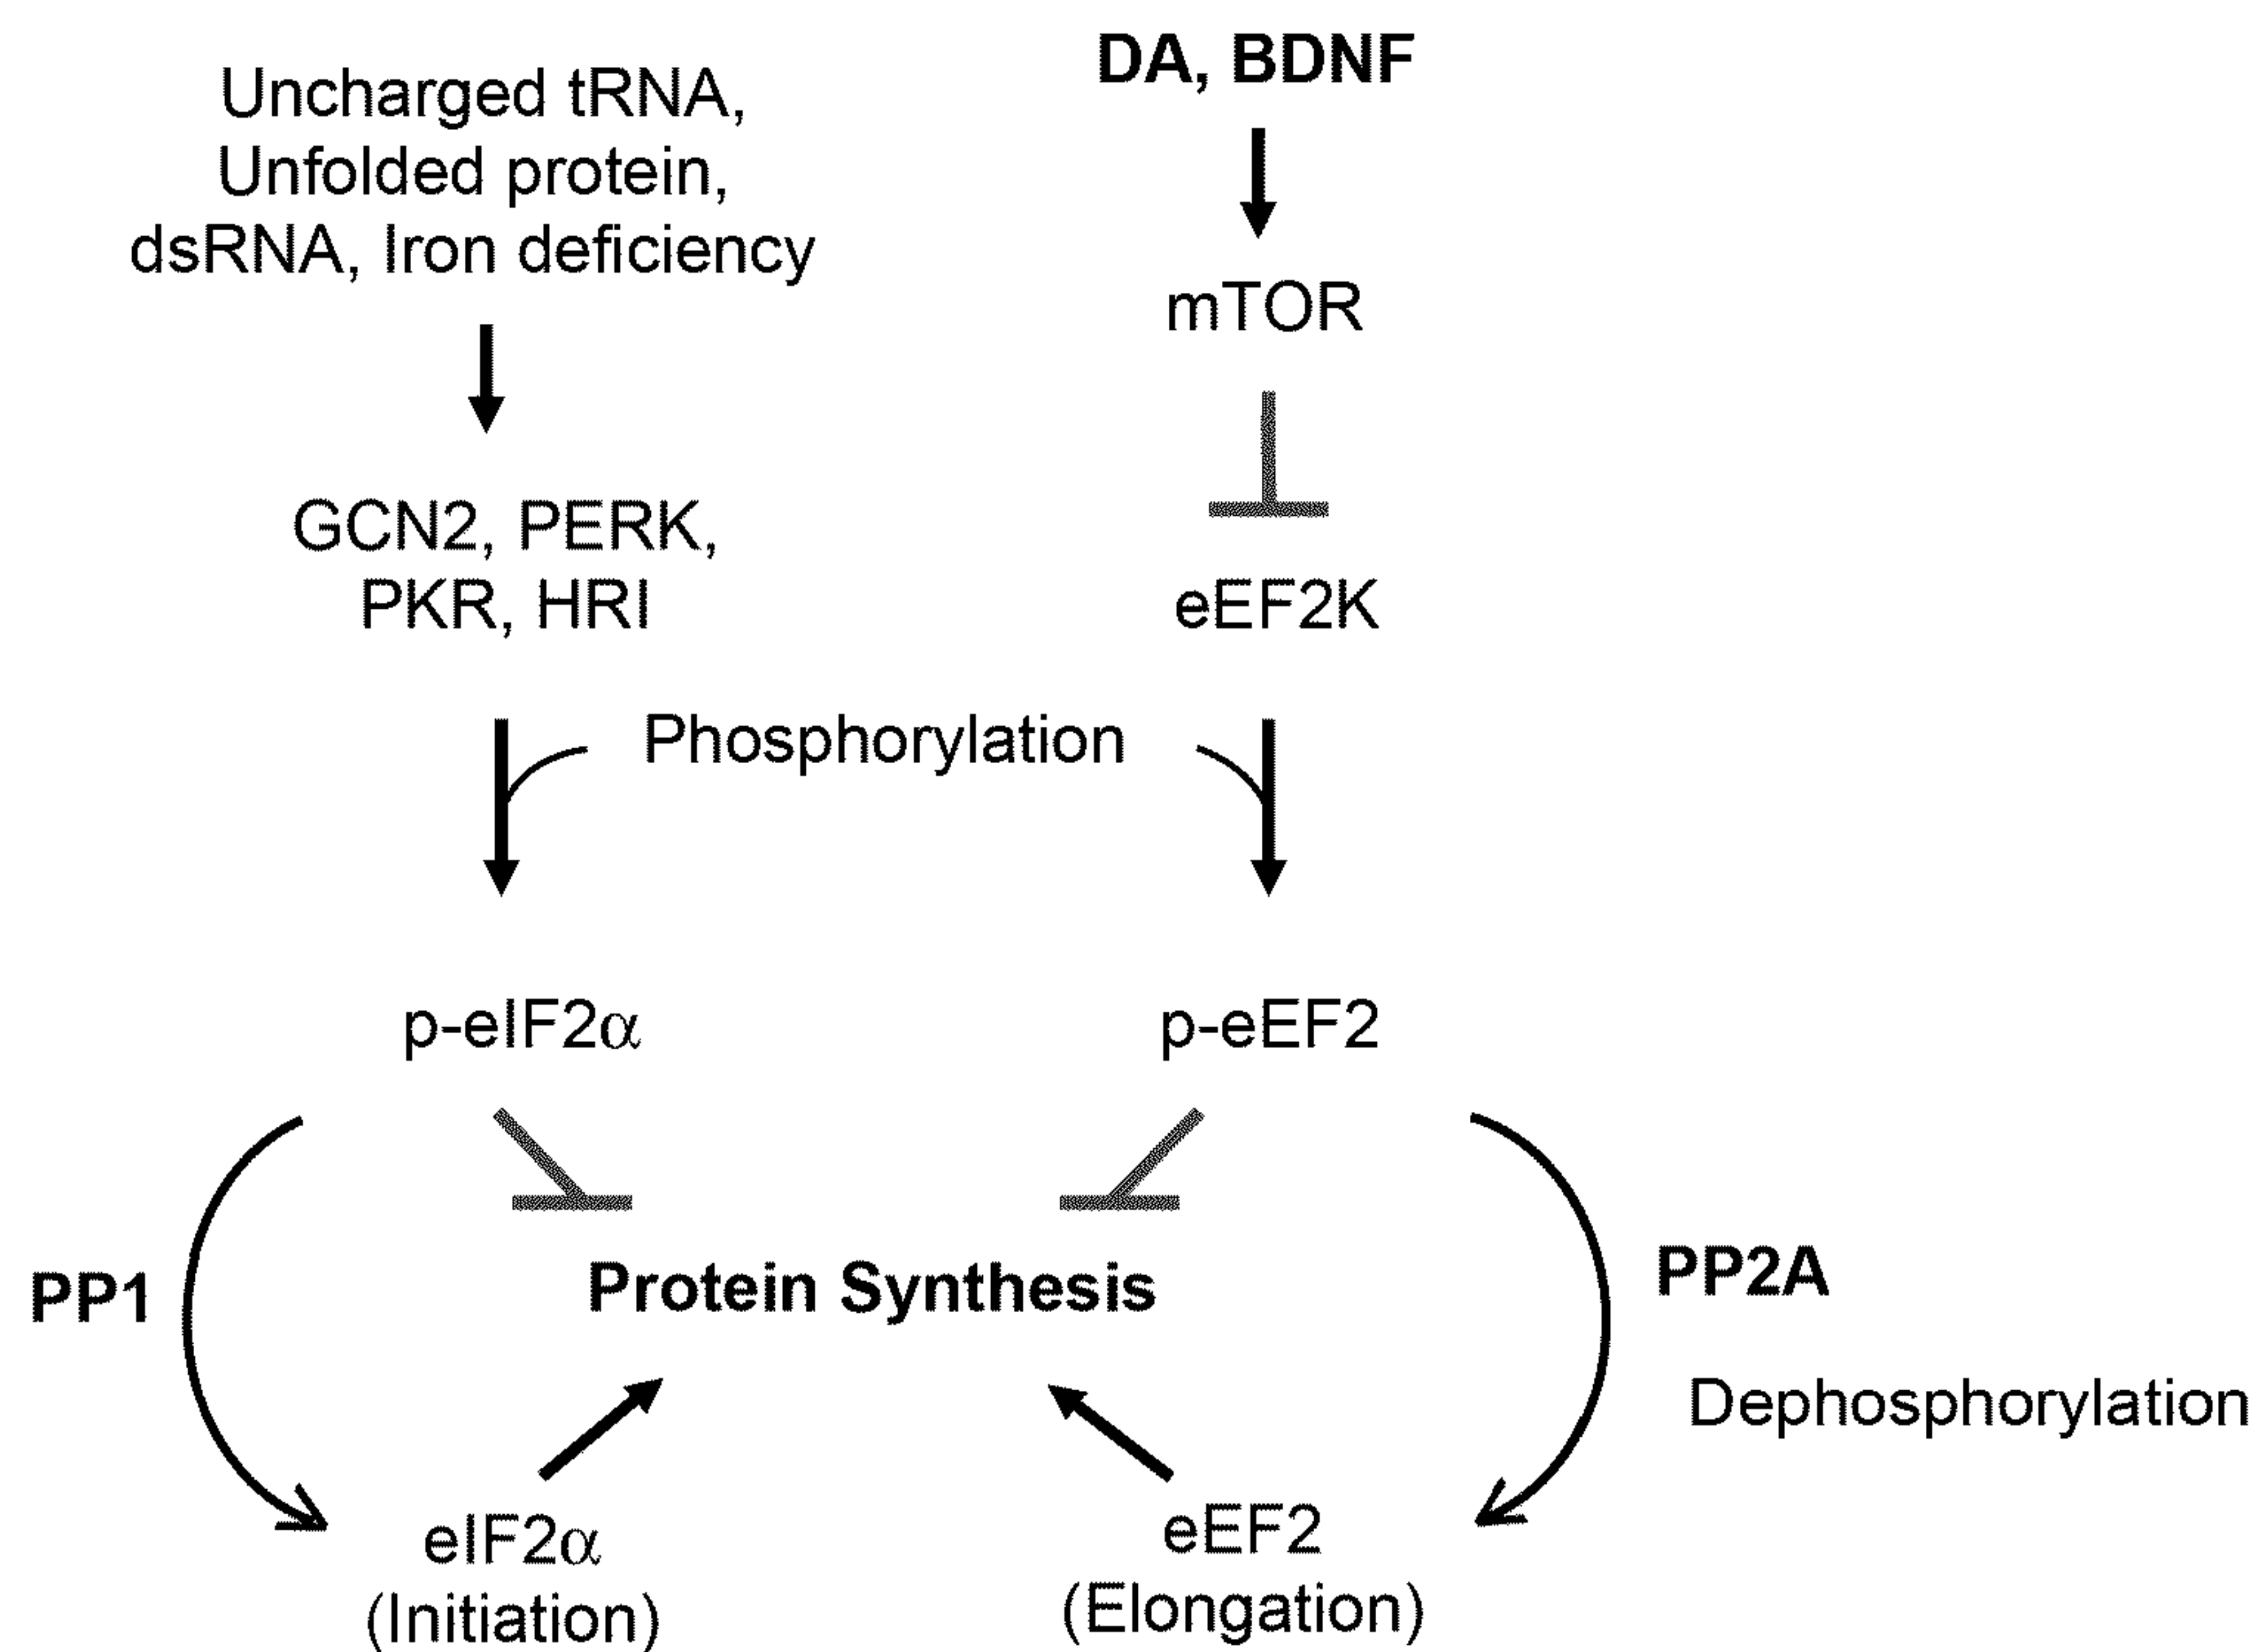 Uncharged tRNA,
Unfolded protein,
dsRNA, Iron deficiency
DA, BDNF
mTOR
GCN2, PERK,
PKR, HRI
eEF2K
Phosphorylation
p-eIF2α
p-eEF2
PP1
Protein Synthesis
PP2A
Dephosphorylation
eIF2α
(Initiation)
eEF2
(Elongation)